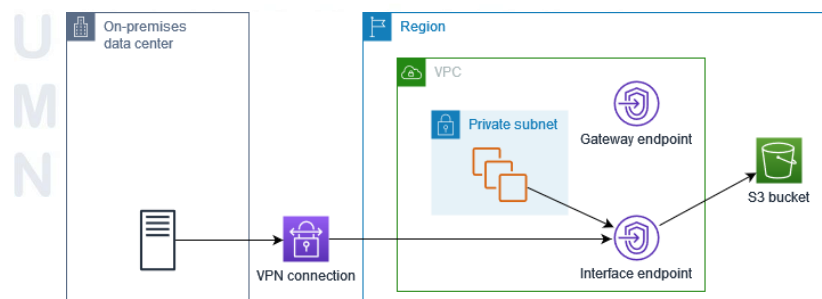 U
M
N
On-premises
data center
Region
VPC
Private subnet
Gateway endpoint
S3 bucket
VPN connection
Interface endpoint